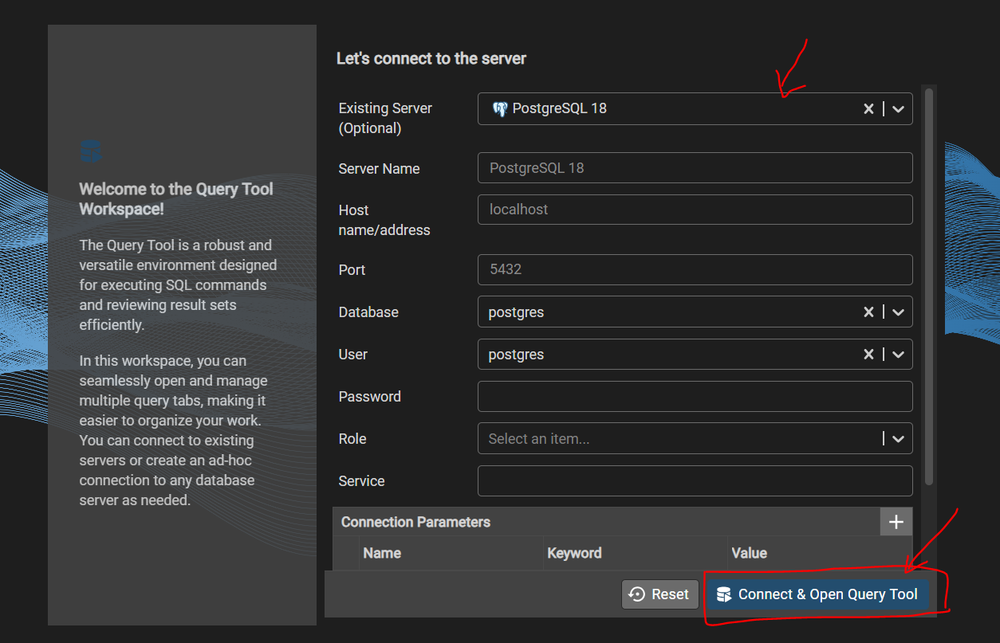 Welcome to the Query Tool
Workspace!
The Query Tool is a robust and
versatile environment designed
for executing SQL commands
and reviewing result sets
efficiently.
In this workspace, you can
seamlessly open and manage
multiple query tabs, making it
easier to organize your work.
You can connect to existing
servers or create an ad-hoc
connection to any database
server as needed.
Let's connect to the server
Existing Server
(Optional)
PostgreSQL 18
Server Name
PostgreSQL 18
Host
name/address
localhost
Port
5432
Database
postgres
User
postgres
Password
Role
Select an item...
Service
Connection Parameters
Name Keyword Value
Reset Connect & Open Query Tool